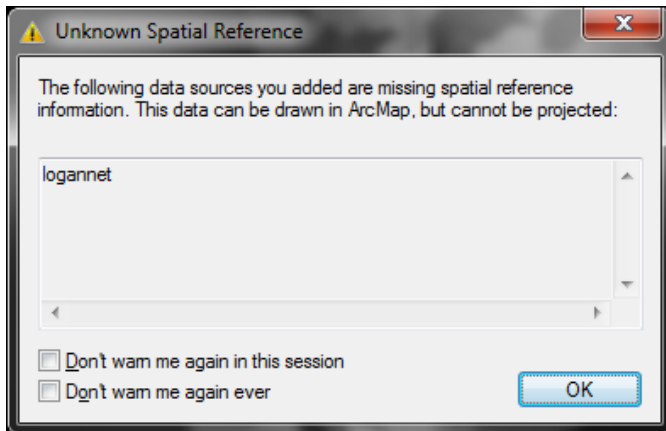 Unknown Spatial Reference
The following data sources you added are missing spatial reference
information. This data can be drawn in ArcMap, but cannot be projected:
logannet
Don't warn me again in this session
Don't warn me again ever
OK